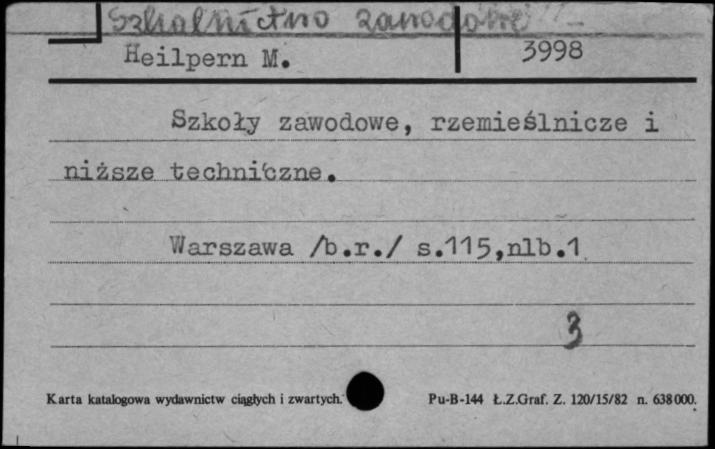 Szkolnictwo zawodowe
Heilpern M. 3998
Szkoły zawodowe, rzemieślnicze i
niższe techniczne.
Warszawa /b.r./ s.115,nlb.1
3
Karta katalogowa wydawnictw ciągłych i zwartych. Pu-B-144 Ł.Z.Graf. Z. 120/15/82 n. 638000.